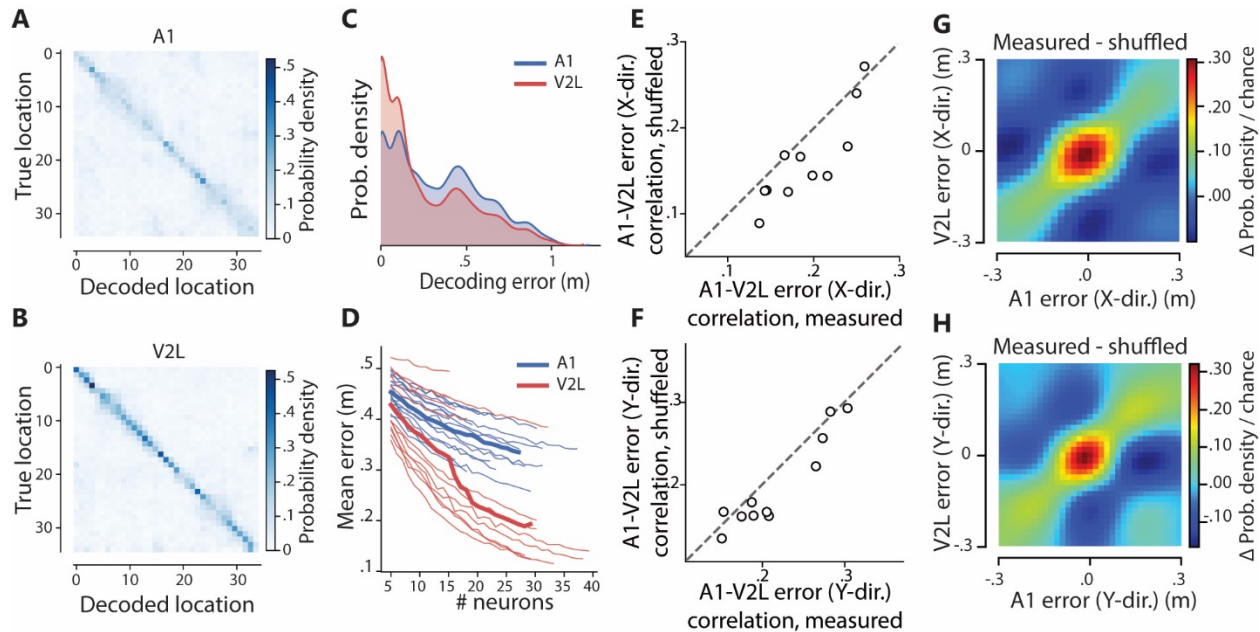 A
A1
True location
0
10
20
30
0
10
20
30
Decoded location
.5
.4
.3
.2
.1
0
Probability density
B
V2L
True location
0
10
20
30
0
10
20
30
Decoded location
.5
.4
.3
.2
.1
0
Probability density
C
Prob. density
A1
V2L
0
.5
1
Decoding error (m)
D
Mean error (m)
.5
.4
.3
.2
.1
A1
V2L
5
10
15
20
25
30
35
40
# neurons
E
A1-V2L error (X-dir.)
correlation, shuffeled
.3
.2
.1
.1
.2
.3
A1-V2L error (X-dir.)
correlation, measured
F
A1-V2L error (Y-dir.)
correlation, shuffeled
.3
.2
.2
.3
A1-V2L error (Y-dir.)
correlation, measured
G
Measured - shuffled
V2L error (X-dir.) (m)
.3
0
-.3
-.3
.0
.3
A1 error (X-dir.) (m)
.30
.20
.10
.00
Δ Prob. density / chance
H
Measured - shuffled
V2L error (Y-dir.) (m)
.3
.0
-.3
-.3
.0
.3
A1 error (Y-dir.) (m)
.30
.20
.10
.00
.10
Δ Prob. density / chance